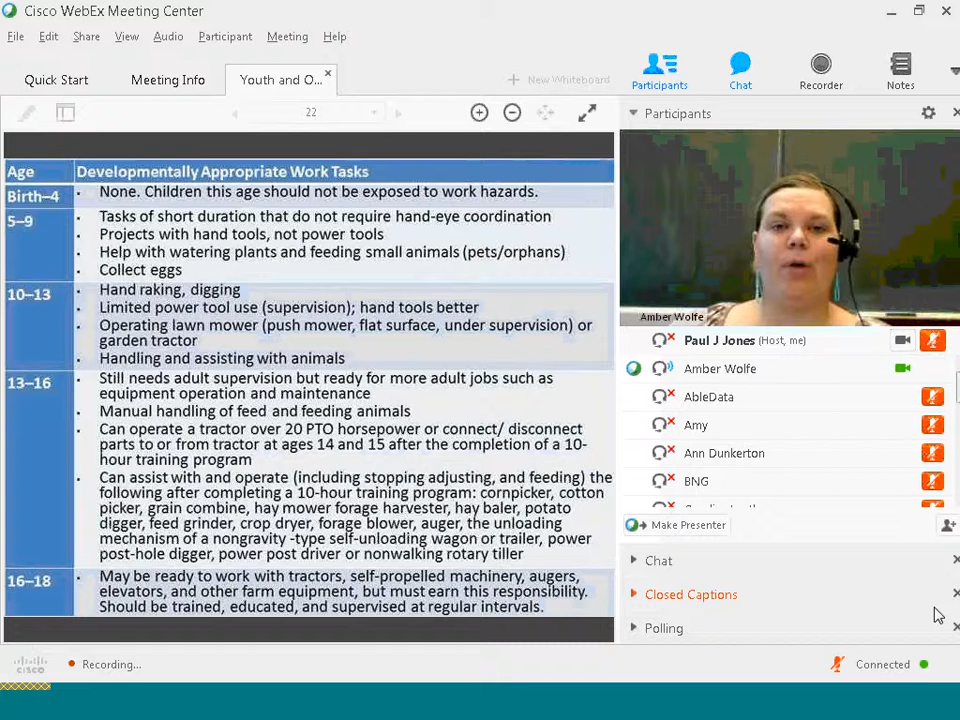 Cisco WebEx Meeting Center
File Edit Share View Audio Participant Meeting Help
Quick Start
Meeting Info
Youth and O...
New Whiteboard
Participants
Chat
Recorder
Notes
22
Age
Developmentally Appropriate Work Tasks
Birth–4
None. Children this age should not be exposed to work hazards.
5–9
Tasks of short duration that do not require hand-eye coordination
Projects with hand tools, not power tools
Help with watering plants and feeding small animals (pets/orphans)
Collect eggs
10–13
Hand raking, digging
Limited power tool use (supervision); hand tools better
Operating lawn mower (push mower, flat surface, under supervision) or
garden tractor
Handling and assisting with animals
13–16
Still needs adult supervision but ready for more adult jobs such as
equipment operation and maintenance
Manual handling of feed and feeding animals
Can operate a tractor over 20 PTO horsepower or connect/ disconnect
parts to or from tractor at ages 14 and 15 after the completion of a 10-
hour training program
Can assist with and operate (including stopping adjusting, and feeding) the
following after completing a 10-hour training program: cornpicker, cotton
picker, grain combine, hay mower forage harvester, hay baler, potato
digger, feed grinder, crop dryer, forage blower, auger, the unloading
mechanism of a nongravity -type self-unloading wagon or trailer, power
post-hole digger, power post driver or nonwalking rotary tiller
16–18
May be ready to work with tractors, self-propelled machinery, augers,
elevators, and other farm equipment, but must earn this responsibility.
Should be trained, educated, and supervised at regular intervals.
Participants
Amber Wolfe
Paul J Jones (Host, me)
Amber Wolfe
AbleData
Amy
Ann Dunkerton
BNG
Make Presenter
Chat
Closed Captions
Polling
cisco
Recording...
Connected